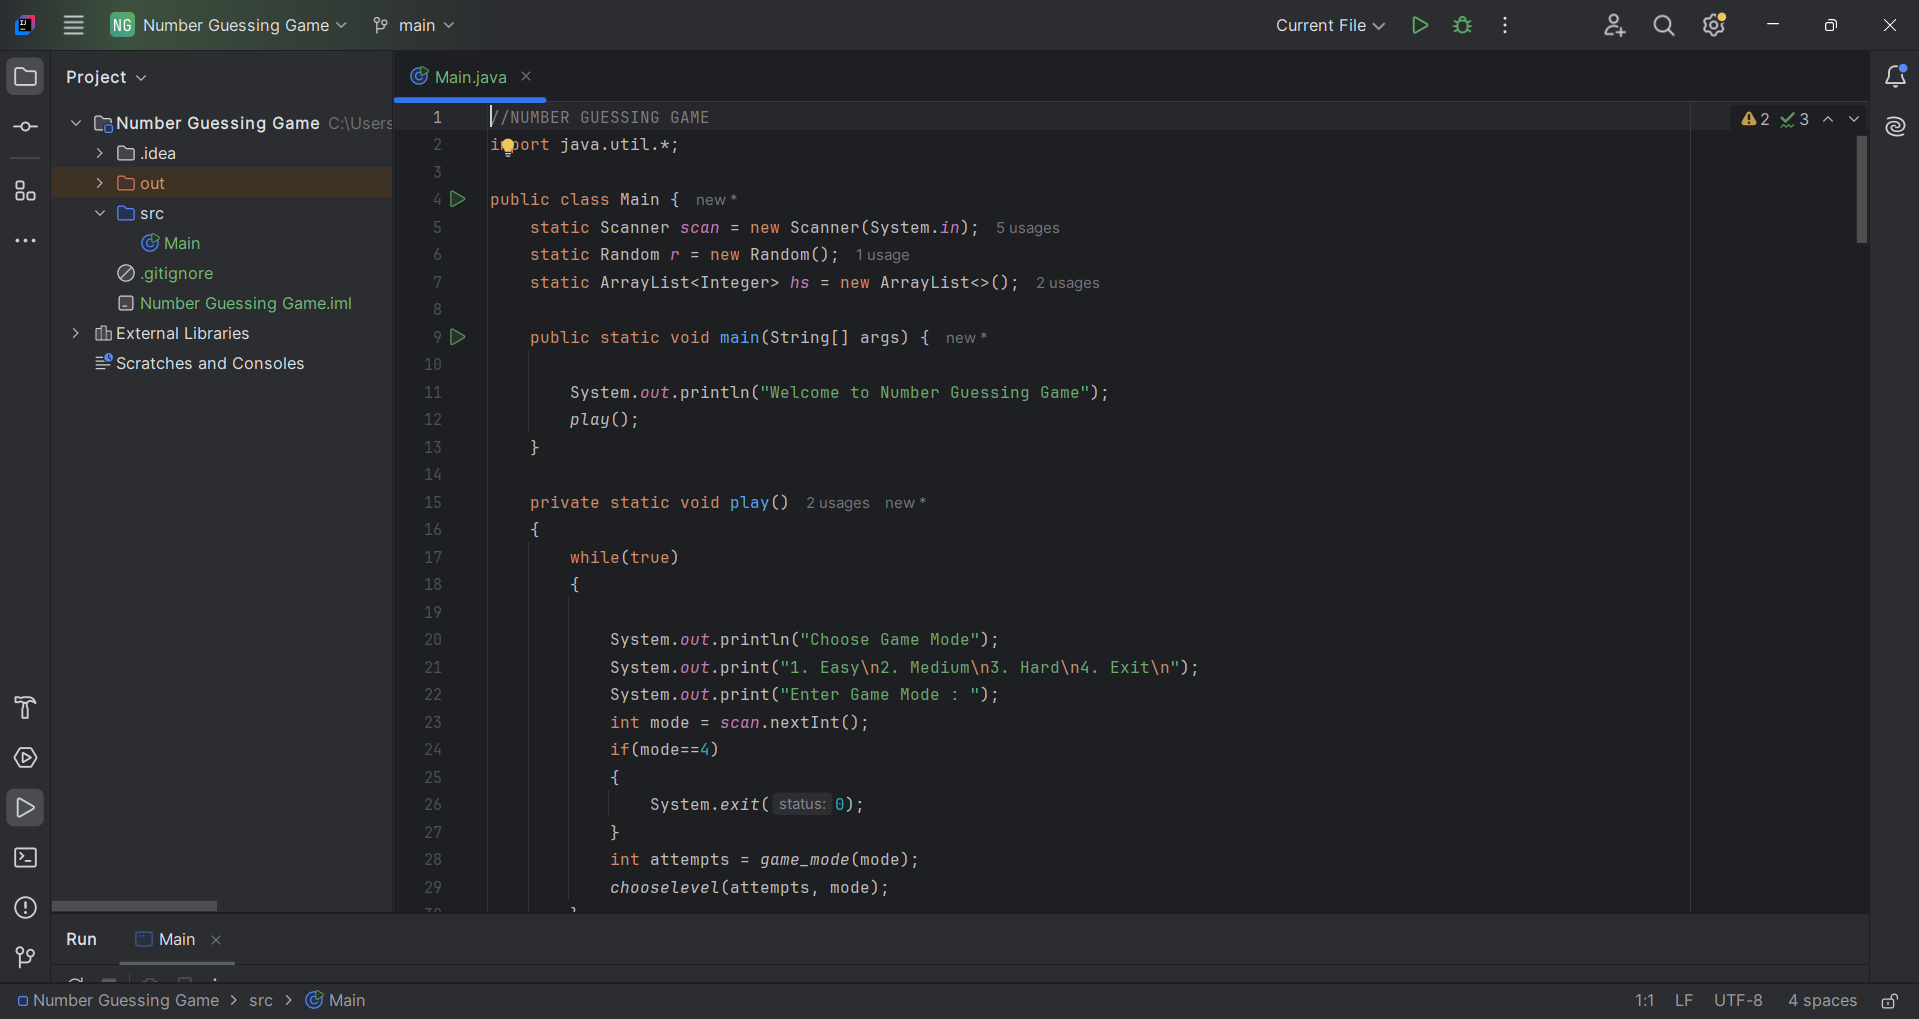 NG Number Guessing Game main Current File
Project
Number Guessing Game C:\Users
.idea
out
src
Main
.gitignore
Number Guessing Game.iml
External Libraries
Scratches and Consoles
Main.java
2 3
1 //NUMBER GUESSING GAME
2 import java.util.*;
3
4 public class Main { new *
5 static Scanner scan = new Scanner(System.in); 5 usages
6 static Random r = new Random(); 1 usage
7 static ArrayList<Integer> hs = new ArrayList<>(); 2 usages
8
9 public static void main(String[] args) { new *
10
11 System.out.println("Welcome to Number Guessing Game");
12 play();
13 }
14
15 private static void play() 2 usages new *
16 {
17 while(true)
18 {
19
20 System.out.println("Choose Game Mode");
21 System.out.print("1. Easy\n2. Medium\n3. Hard\n4. Exit\n");
22 System.out.print("Enter Game Mode : ");
23 int mode = scan.nextInt();
24 if(mode==4)
25 {
26 System.exit( status: 0);
27 }
28 int attempts = game_mode(mode);
29 chooselevel(attempts, mode);
Run Main
Number Guessing Game > src > Main 1:1 LF UTF-8 4 spaces